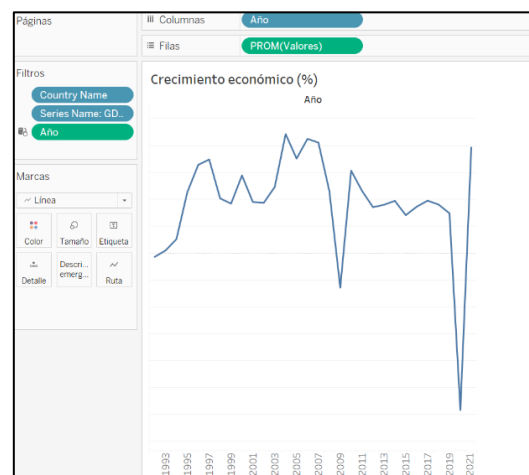 Páginas
Columnas
Año
Filas
PROM(Valores)
Filtros
Country Name
Series Name: GD..
Año
Marcas
Línea
Color
Tamaño
Etiqueta
Detalle
Descri...
emerg...
Ruta
Crecimiento económico (%)
Año
1993
1995
1997
1999
2001
2003
2005
2007
2009
2011
2013
2015
2017
2019
2021